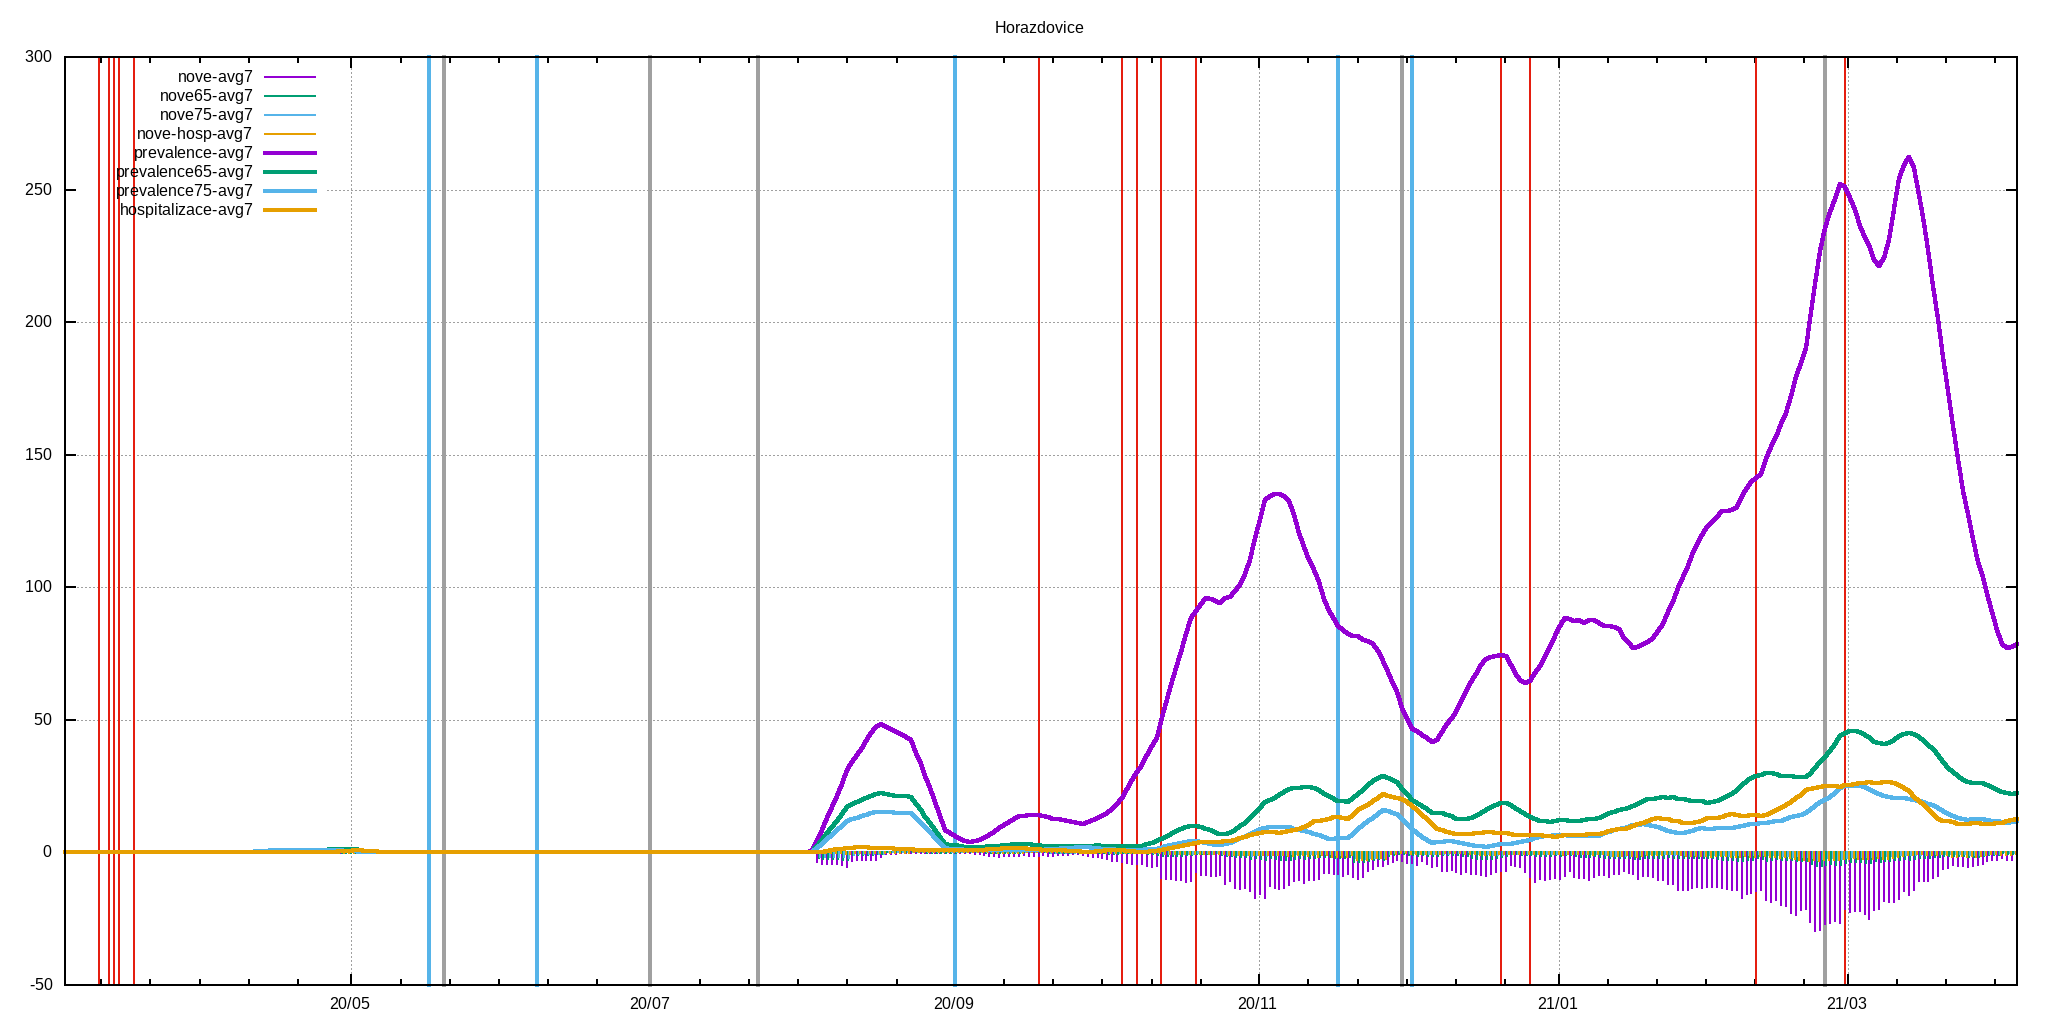 Horazdovice
300
250
200
150
100
50
0
-50
nove-avg7
nove65-avg7
nove75-avg7
nove-hosp-avg7
prevalence-avg7
prevalence65-avg7
prevalence75-avg7
hospitalizace-avg7
20/05
20/07
20/09
20/11
21/01
21/03